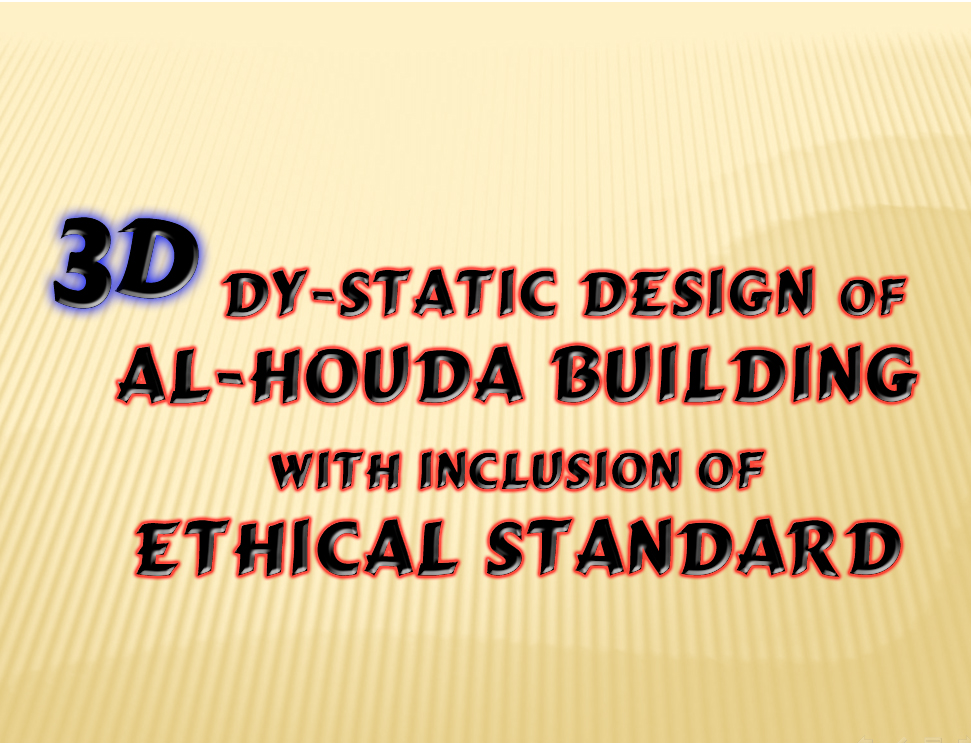 3D DY-STATIC DESIGN OF
AL-HOUDA BUILDING
WITH INCLUSION OF
ETHICAL STANDARD